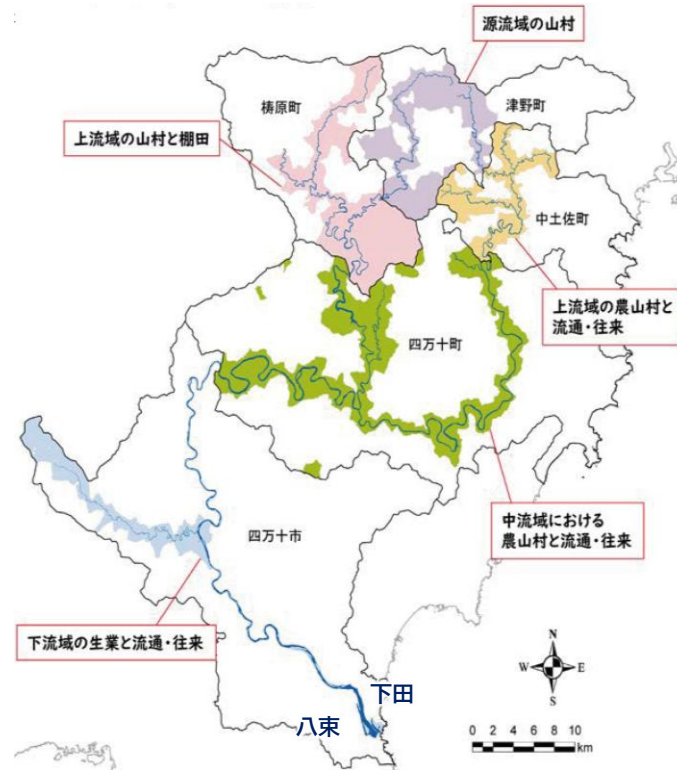 源流域の山村
梼原町
津野町
上流域の山村と棚田
中土佐町
上流域の農山村と
流通・往来
四万十町
中流域における
農山村と流通・往来
四万十市
下流域の生業と流通・往来
N
W
E
S
下田
八束
0 2 4 6 8 10
km